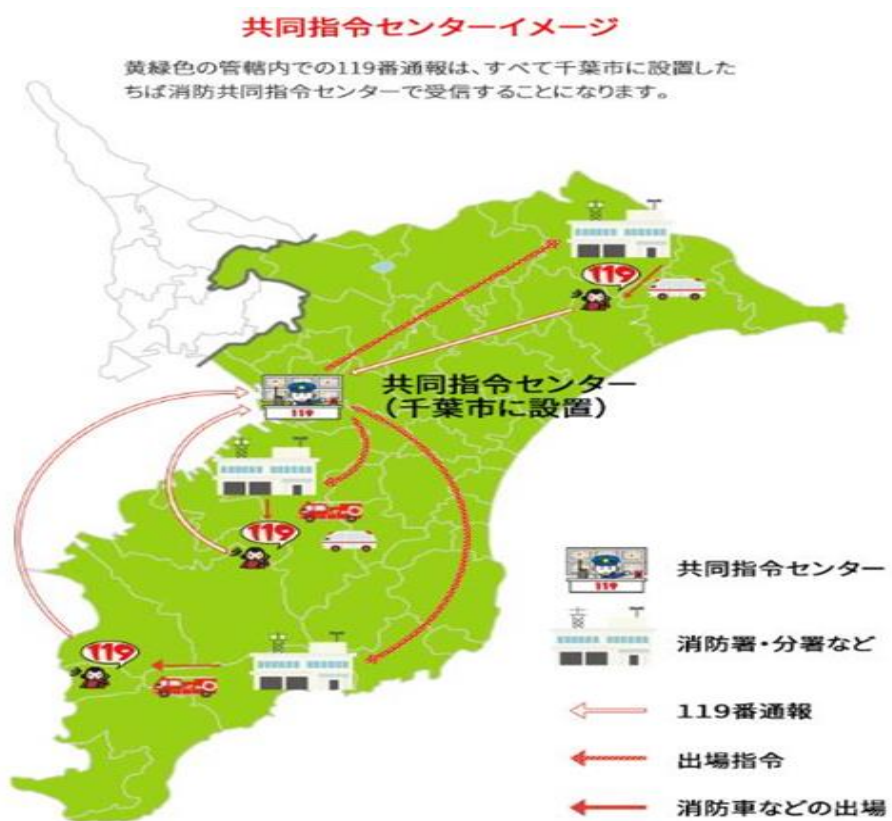 共同指令センターイメージ
黄緑色の管轄内での119番通報は、すべて千葉市に設置した
ちば消防共同指令センターで受信することになります。
119
共同指令センター
（千葉市に設置）
119
119
119
119
共同指令センター
消防署・分署など
119番通報
出場指令
消防車などの出場